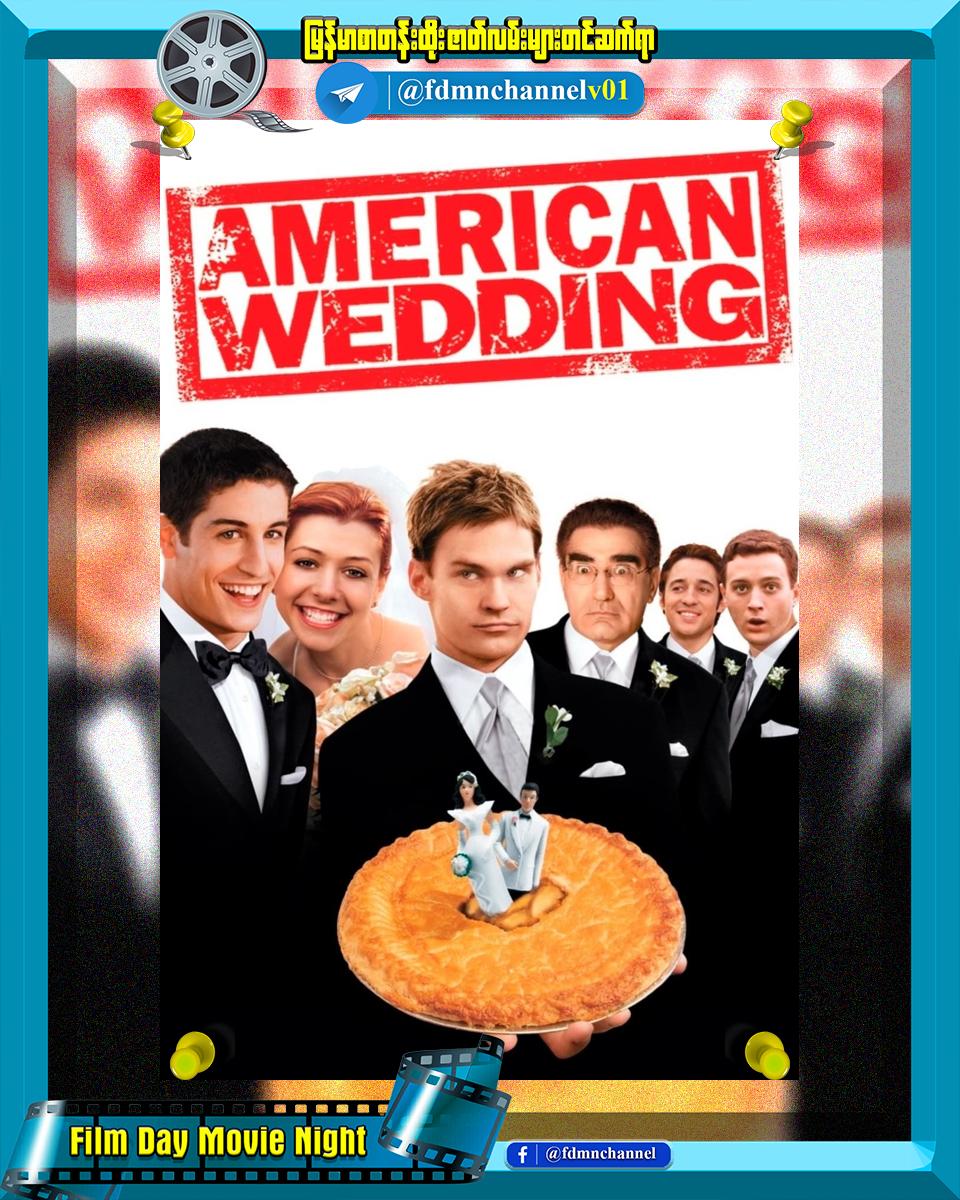 မြန်မာစာတန်းထိုးဇာတ်လမ်းများတင်ဆက်ရာ
@fdmnchannelv01
AMERICAN
WEDDING
Film Day Movie Night
@fdmnchannel